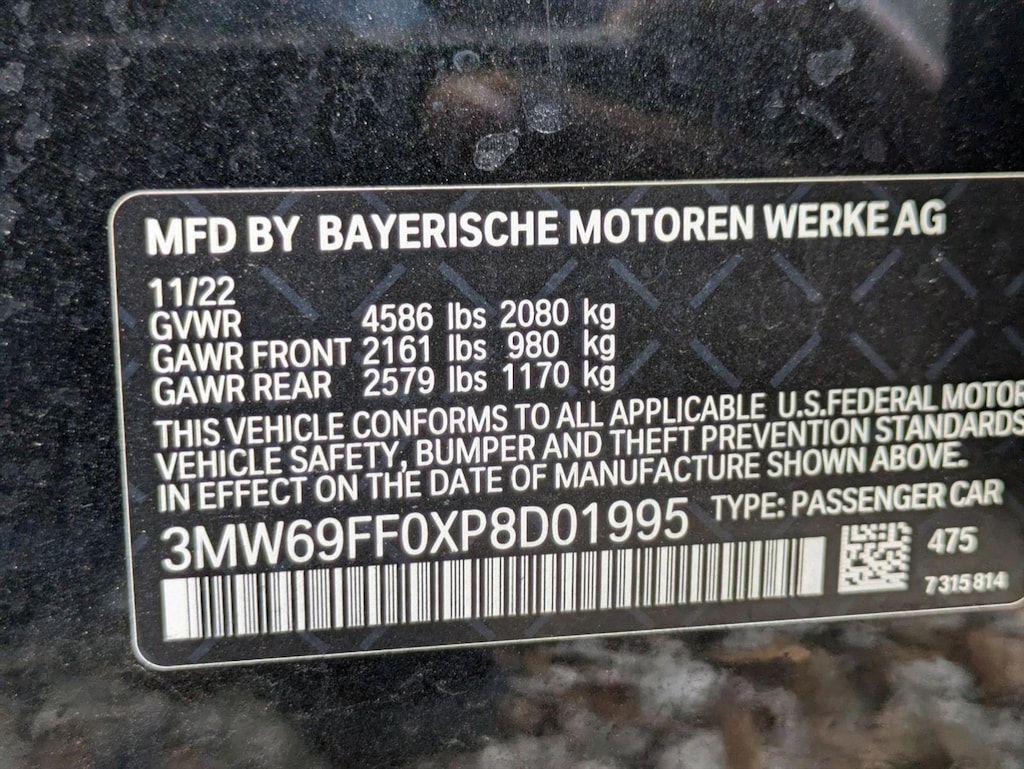 MFD BY BAYERISCHE MOTOREN WERKE AG
11/22
GVWR 4586 lbs 2080 kg
GAWR FRONT 2161 lbs 980 kg
GAWR REAR 2579 lbs 1170 kg
THIS VEHICLE CONFORMS TO ALL APPLICABLE U.S.FEDERAL MOTOR
VEHICLE SAFETY, BUMPER AND THEFT PREVENTION STANDARDS
IN EFFECT ON THE DATE OF MANUFACTURE SHOWN ABOVE.
3MW69FF0XP8D01995 TYPE: PASSENGER CAR
475
7315814